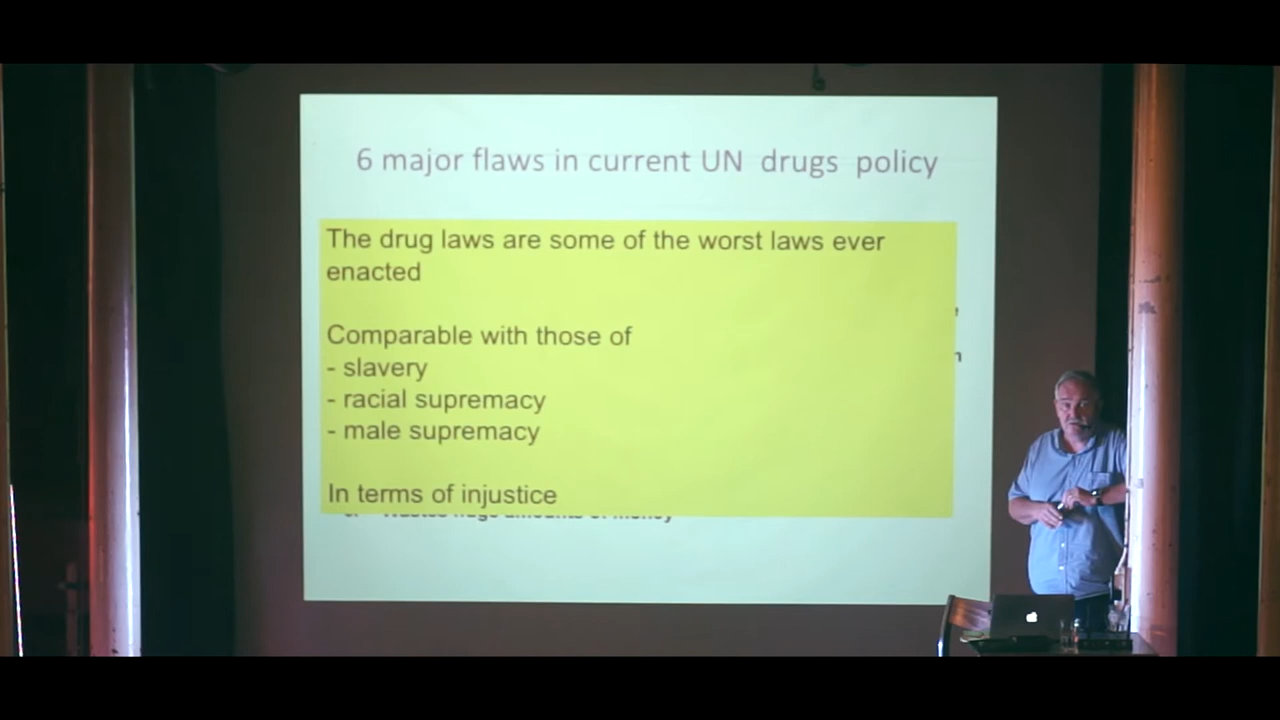 6 major flaws in current UN drugs policy
The drug laws are some of the worst laws ever
enacted
Comparable with those of
- slavery
- racial supremacy
- male supremacy
In terms of injustice